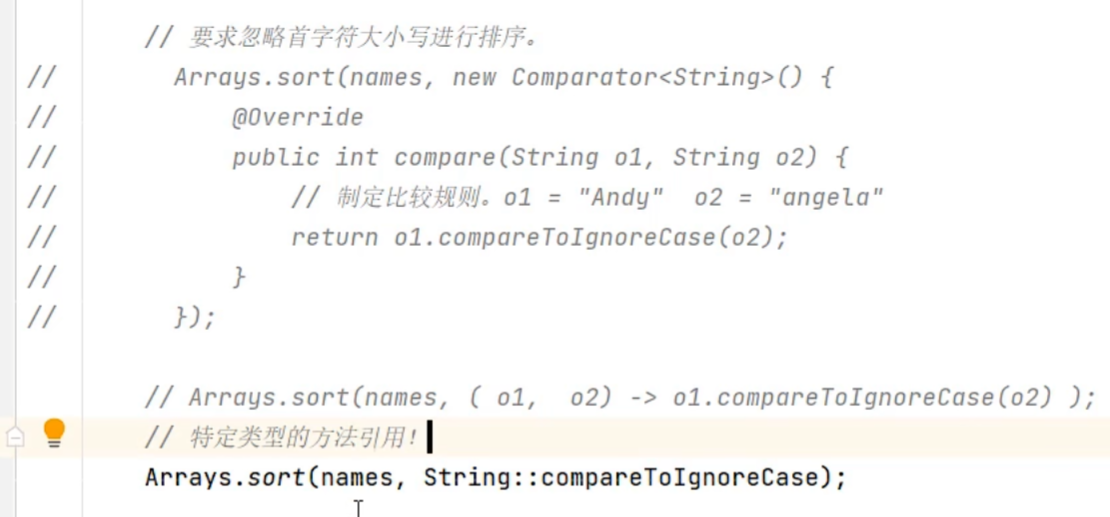 // 要求忽略首字符大小写进行排序。
// Arrays.sort(names, new Comparator<String>() {
// @Override
// public int compare(String o1, String o2) {
// // 制定比较规则。o1 = "Andy"  o2 = "angela"
// return o1.compareToIgnoreCase(o2);
// }
// });
// Arrays.sort(names, ( o1,  o2) -> o1.compareToIgnoreCase(o2) );
// 特定类型的方法引用!
Arrays.sort(names, String::compareToIgnoreCase);